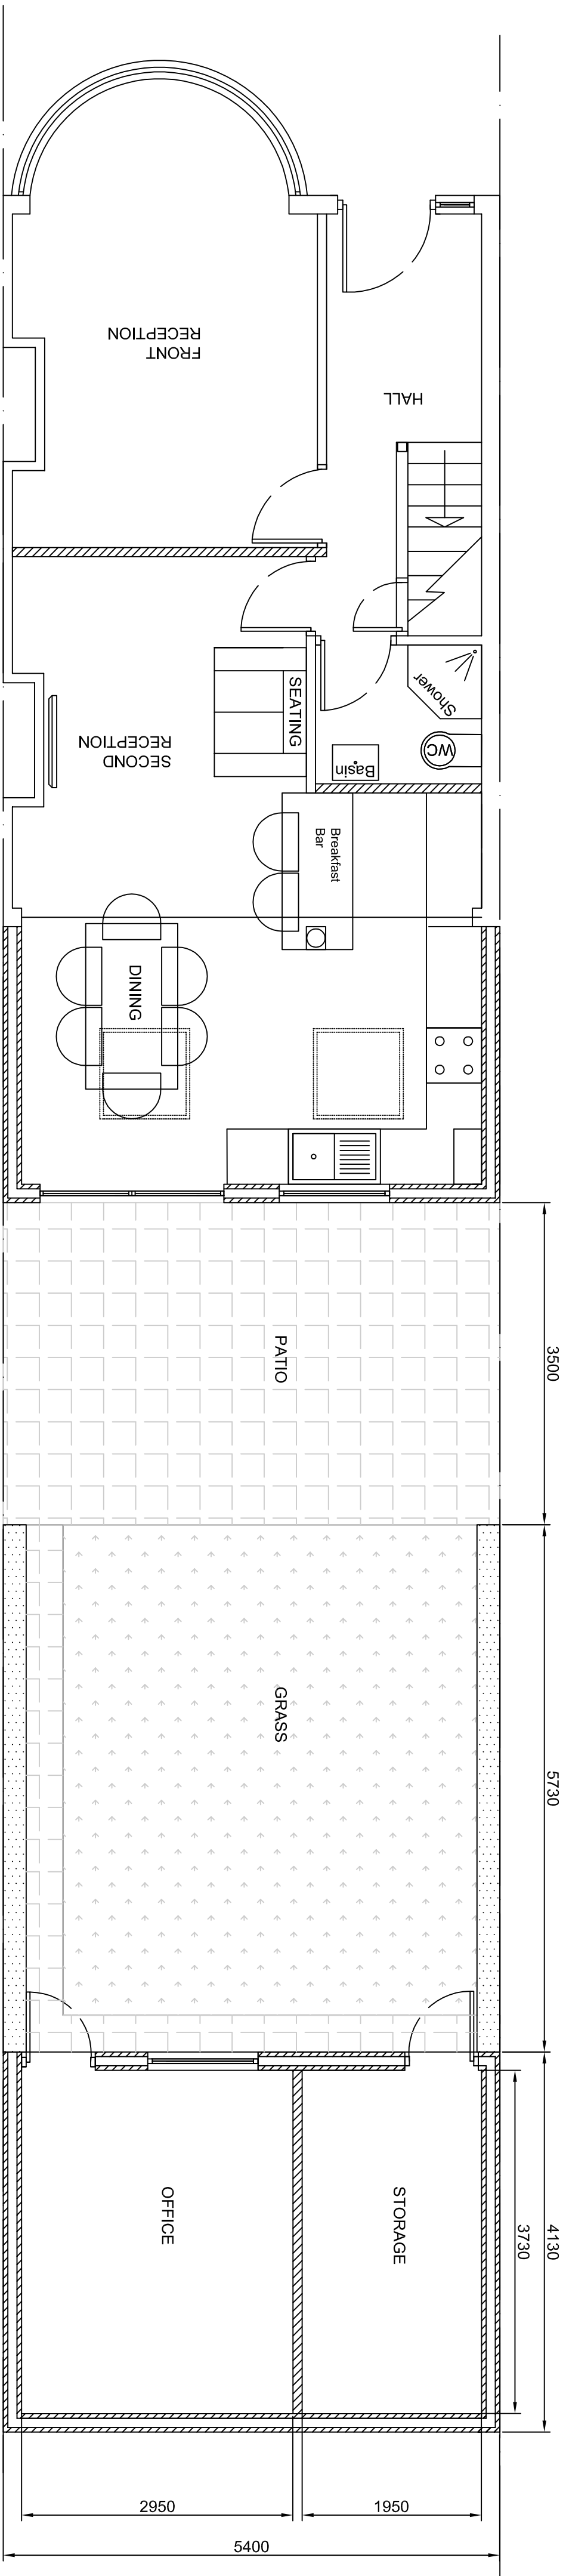 FRONT
RECEPTION
HALL
Shower
WC
Basin
SEATING
SECOND
RECEPTION
Breakfast
Bar
DINING
PATIO
3500
GRASS
5730
OFFICE
STORAGE
3730
4130
2950
1950
5400